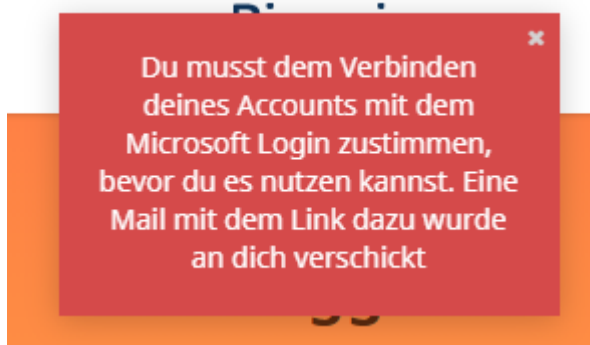 ×
Du musst dem Verbinden
deines Accounts mit dem
Microsoft Login zustimmen,
bevor du es nutzen kannst. Eine
Mail mit dem Link dazu wurde
an dich verschickt